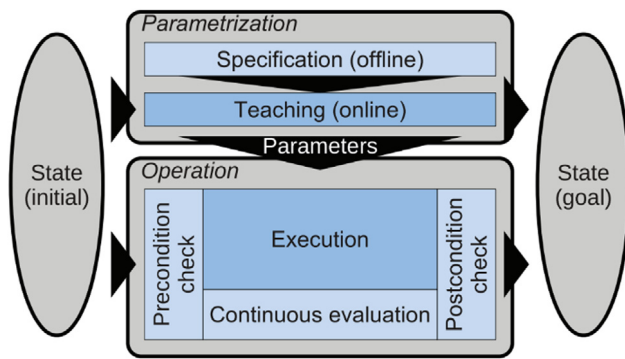 Parametrization
Specification (offline)
Teaching (online)
Parameters
State
(initial)
State
(goal)
Operation
Precondition
check
Execution
Continuous evaluation
Postcondition
check